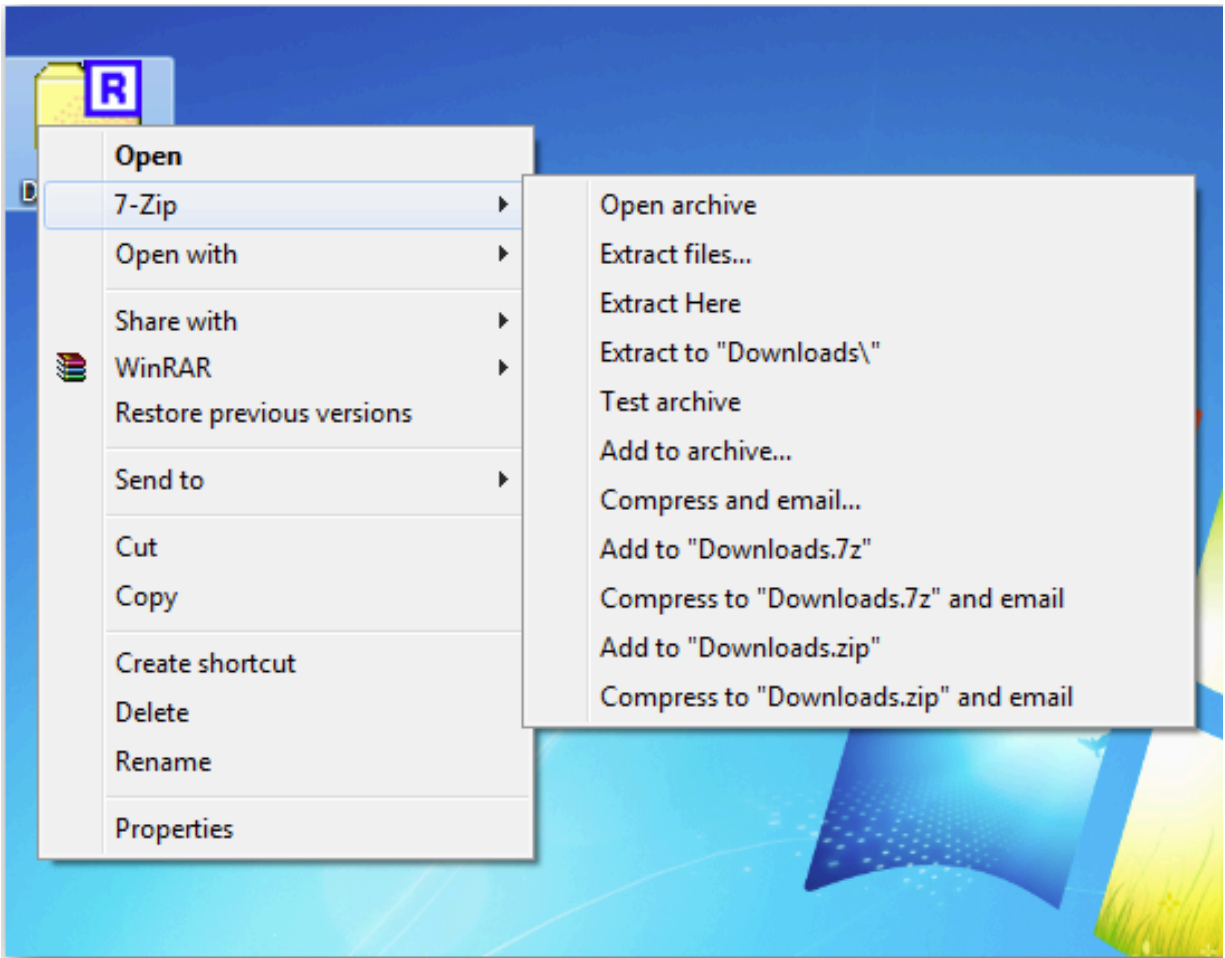 R
D
Open
7-Zip
Open with
Share with
WinRAR
Restore previous versions
Send to
Cut
Copy
Create shortcut
Delete
Rename
Properties
Open archive
Extract files...
Extract Here
Extract to "Downloads\"
Test archive
Add to archive...
Compress and email...
Add to "Downloads.7z"
Compress to "Downloads.7z" and email
Add to "Downloads.zip"
Compress to "Downloads.zip" and email